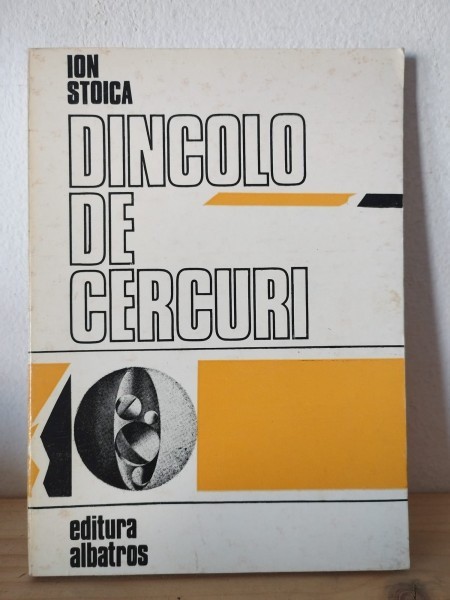 ION
STOICA
DINCOLO
DE
CERCURI
editura
albatros